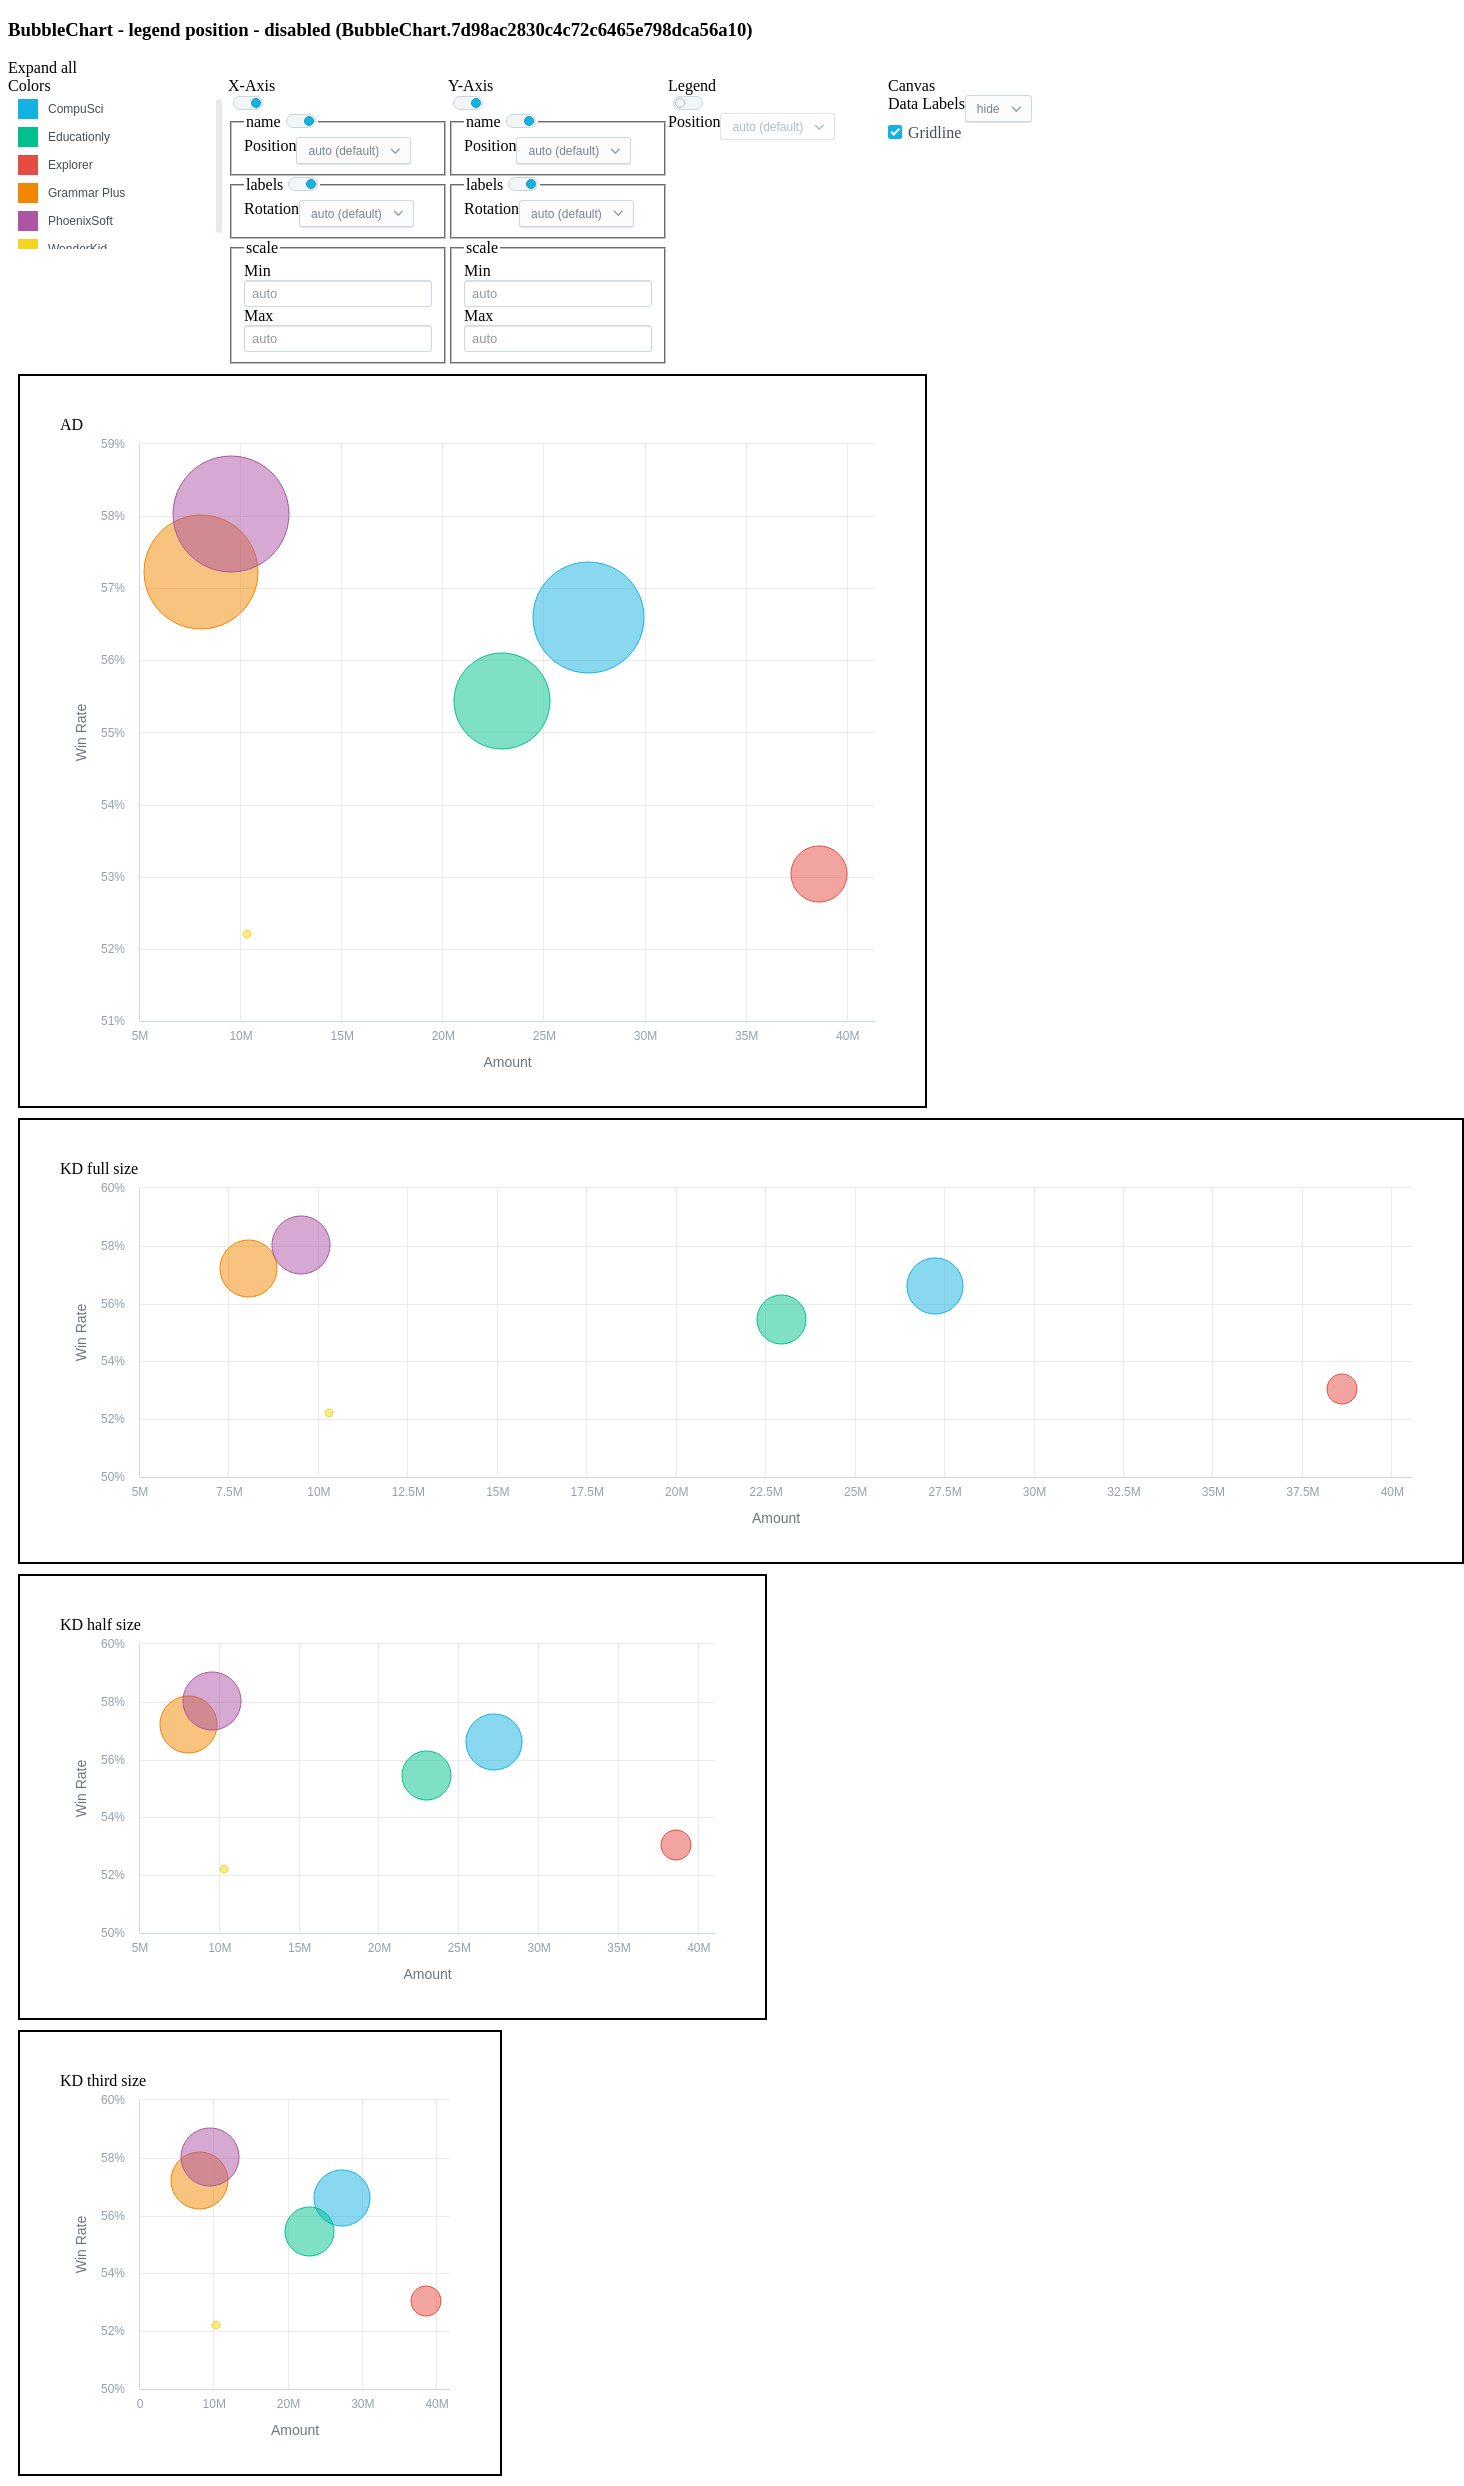 BubbleChart - legend position - disabled (BubbleChart.7d98ac2830c4c72c6465e798dca56a10)
Expand all
Colors
CompuSci
Educationly
Explorer
Grammar Plus
PhoenixSoft
WonderKid
X-Axis
name
Position auto (default)
labels
Rotation auto (default)
scale
Min
auto
Max
auto
Y-Axis
name
Position auto (default)
labels
Rotation auto (default)
scale
Min
auto
Max
auto
Legend
Position auto (default)
Canvas
Data Labels hide
Gridline
AD
59%
58%
57%
56%
55%
54%
53%
52%
51%
Win Rate
5M 10M 15M 20M 25M 30M 35M 40M
Amount
KD full size
60%
58%
56%
54%
52%
50%
Win Rate
5M 7.5M 10M 12.5M 15M 17.5M 20M 22.5M 25M 27.5M 30M 32.5M 35M 37.5M 40M
Amount
KD half size
60%
58%
56%
54%
52%
50%
Win Rate
5M 10M 15M 20M 25M 30M 35M 40M
Amount
KD third size
60%
58%
56%
54%
52%
50%
Win Rate
0 10M 20M 30M 40M
Amount